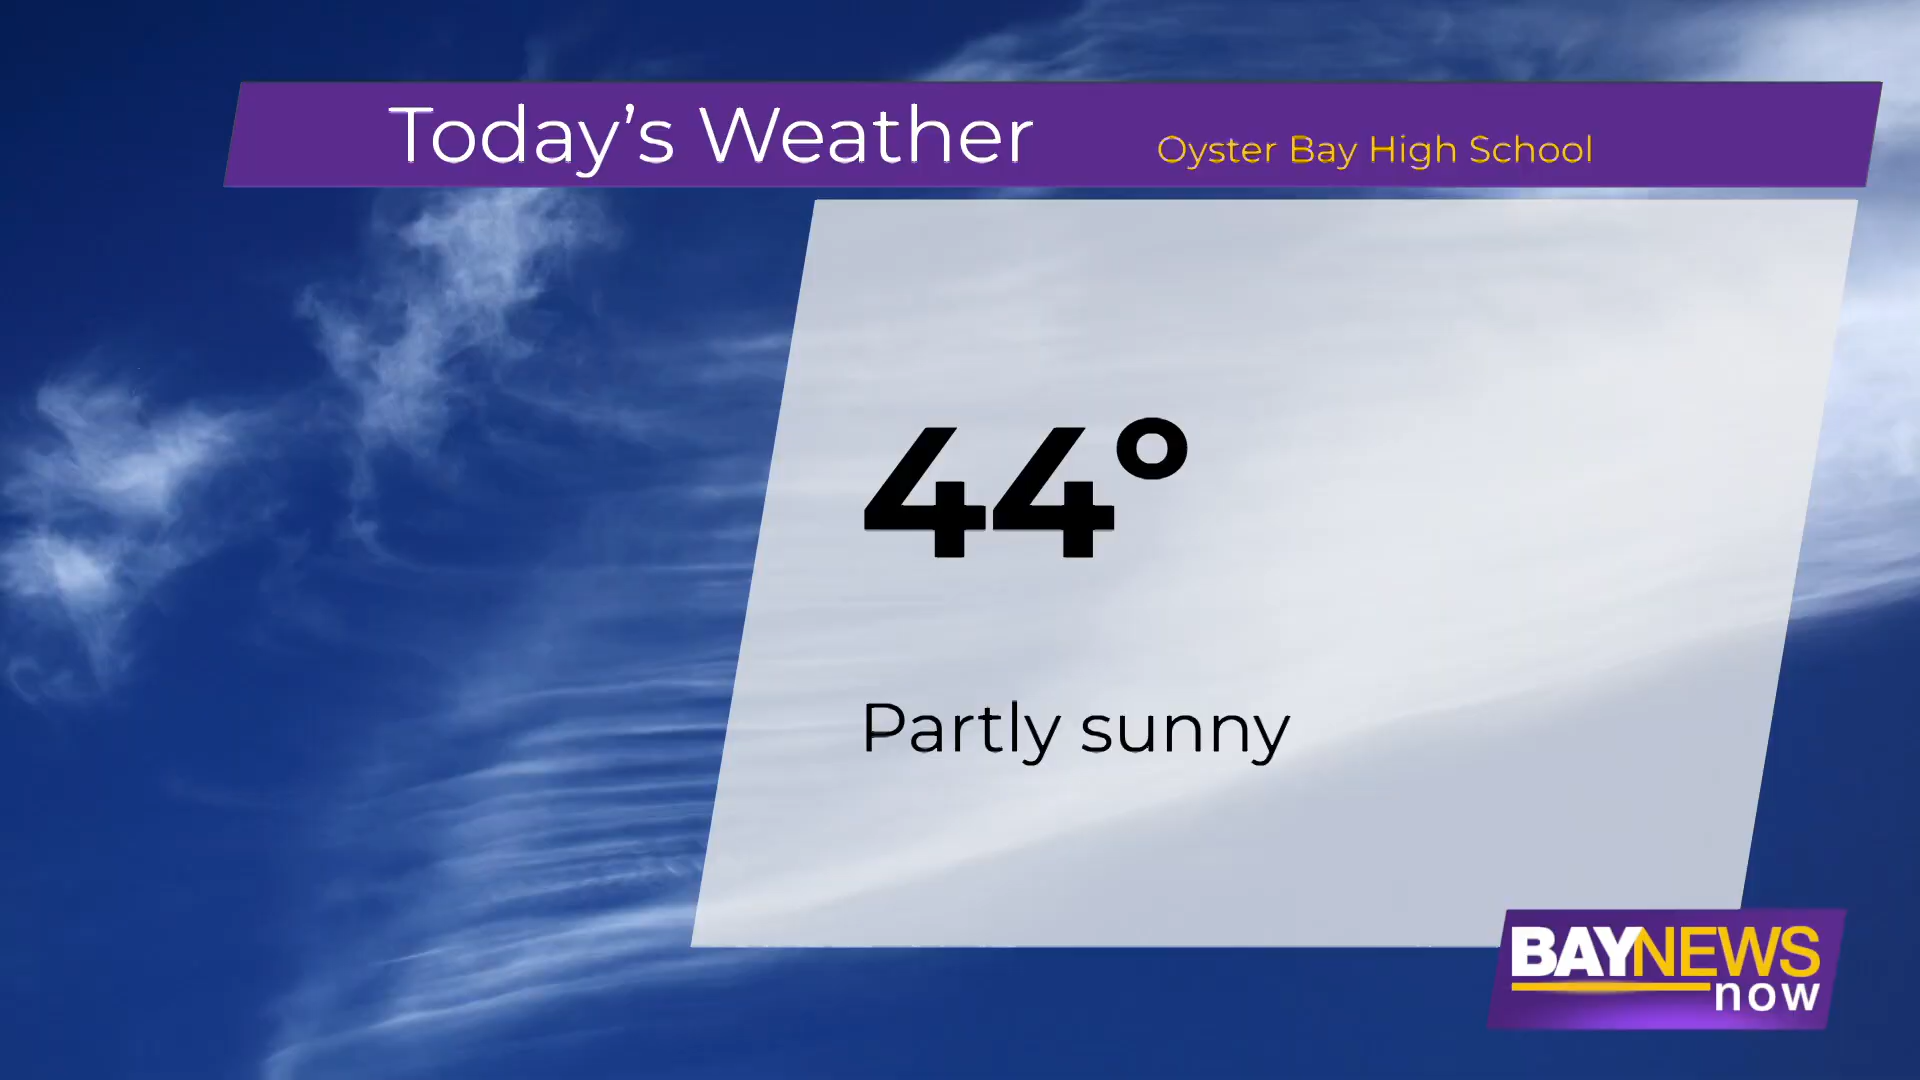 Today’s Weather
Oyster Bay High School
44°
Partly sunny
BAYNEWS
now